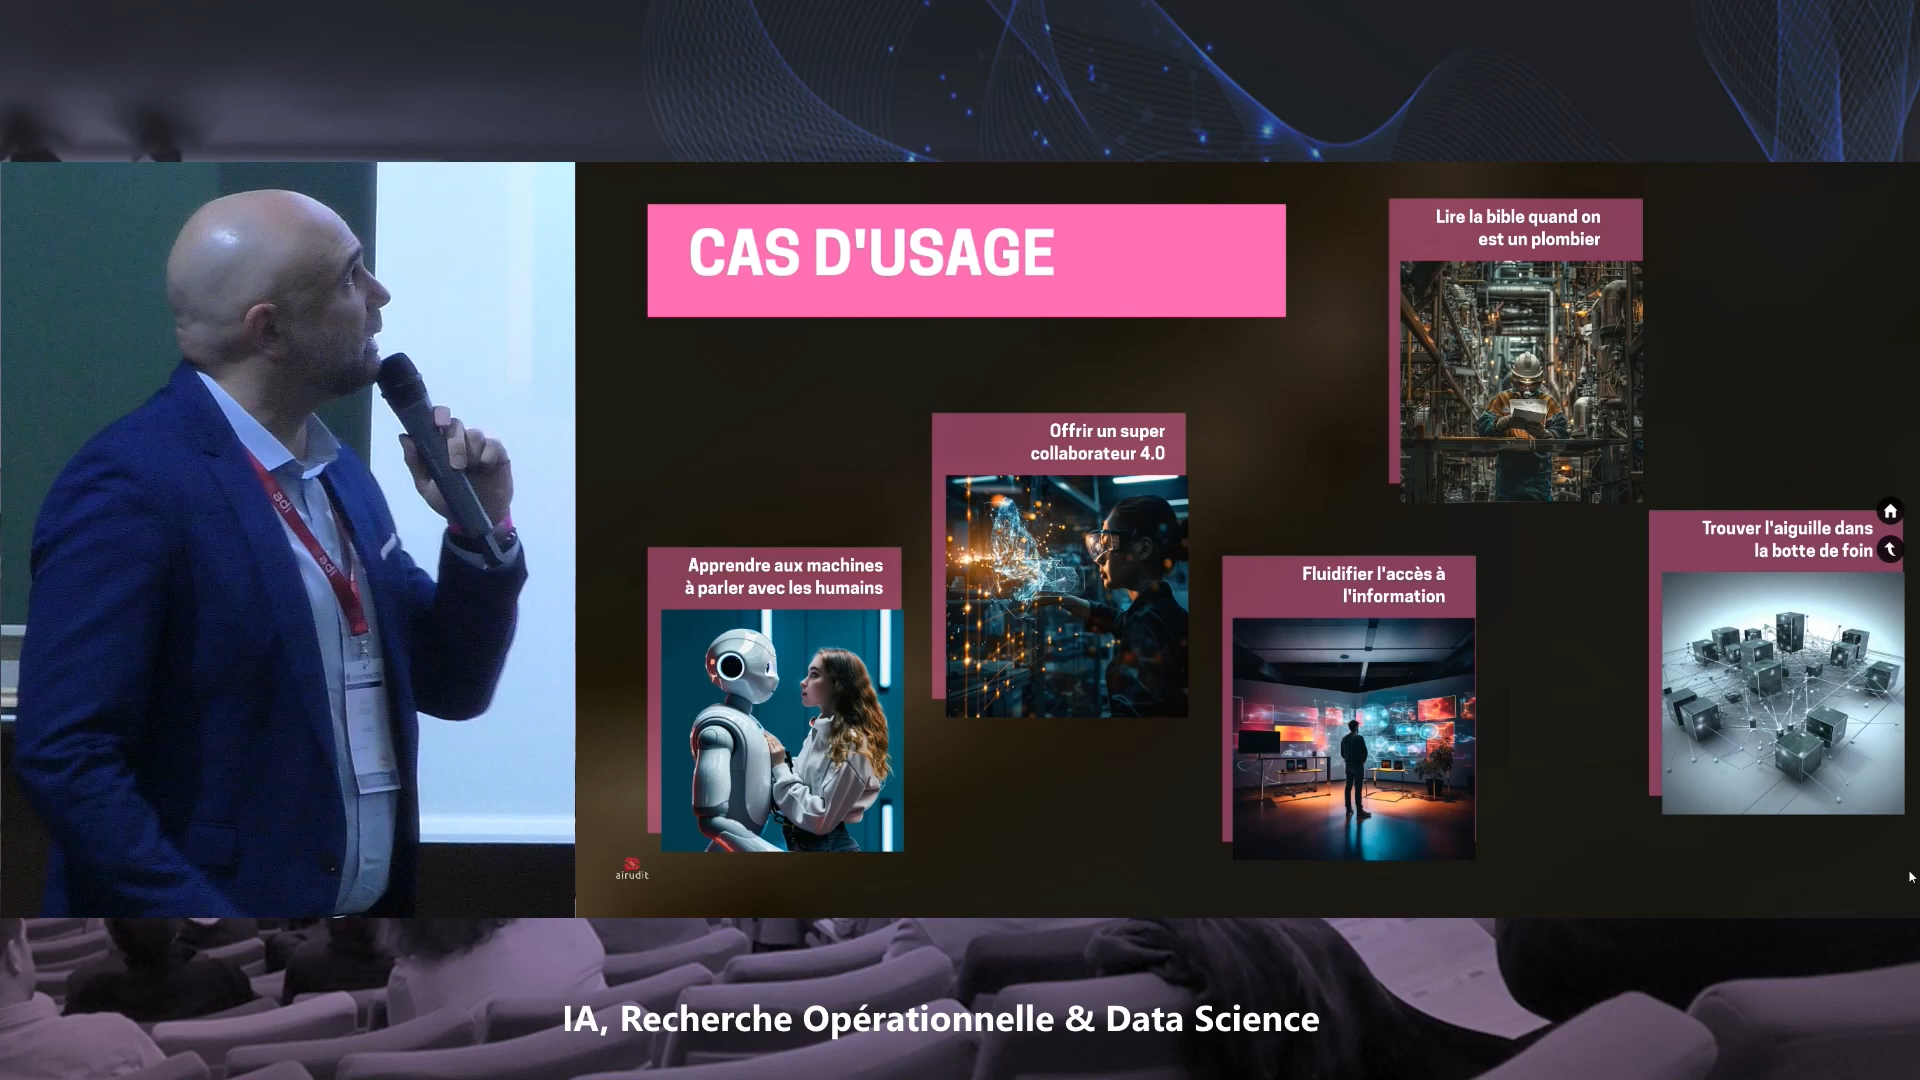 CAS D'USAGE
Lire la bible quand on
est un plombier
Offrir un super
collaborateur 4.0
Trouver l'aiguille dans
la botte de foin
Apprendre aux machines
à parler avec les humains
Fluidifier l'accès à
l'information
airudit
adi
adi
IA, Recherche Opérationnelle & Data Science